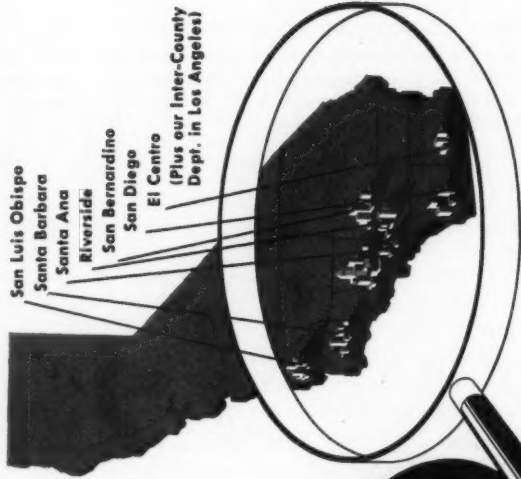 San Luis Obispo
Santa Barbara
Santa Ana
Riverside
San Bernardino
San Diego
El Centro
(Plus our Inter-County
Dept. in Los Angeles)